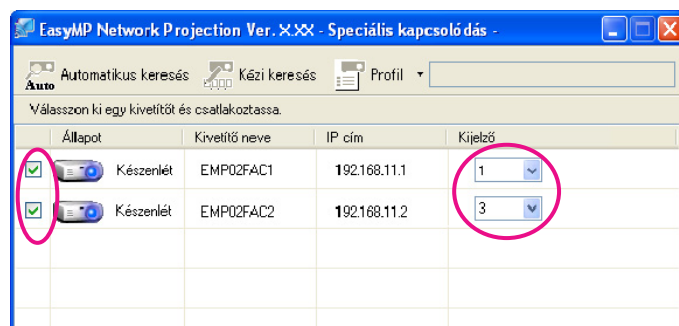 EasyMP Network Projection Ver. X.XX - Speciális kapcsolódás -
Auto Automatikus keresés Kézi keresés Profil
Válasszon ki egy kivetítőt és csatlakoztassa.
Állapot Kivetítő neve IP cím Kijelző
Készenlét EMP02FAC1 192.168.11.1 1
Készenlét EMP02FAC2 192.168.11.2 3